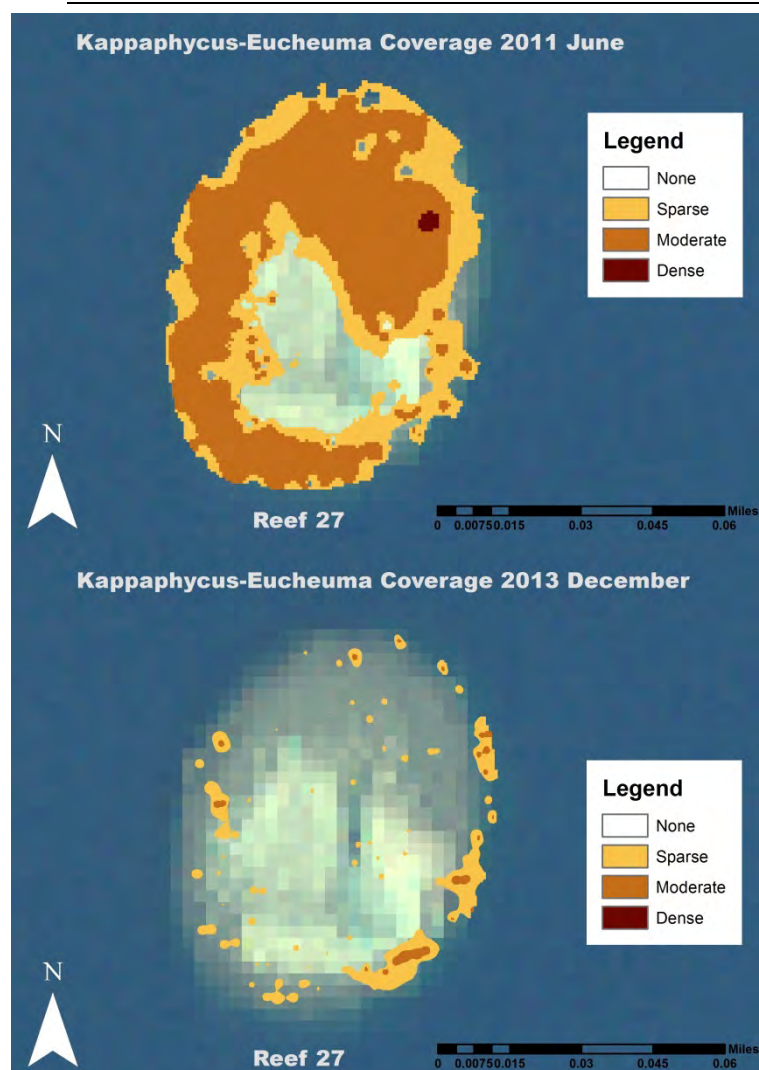 Kappaphycus-Eucheuma Coverage 2011 June
Legend
None
Sparse
Moderate
Dense
N
Reef 27
Miles
0 0.0075 0.015 0.03 0.045 0.06
Kappaphycus-Eucheuma Coverage 2013 December
Legend
None
Sparse
Moderate
Dense
N
Reef 27
Miles
0 0.0075 0.015 0.03 0.045 0.06